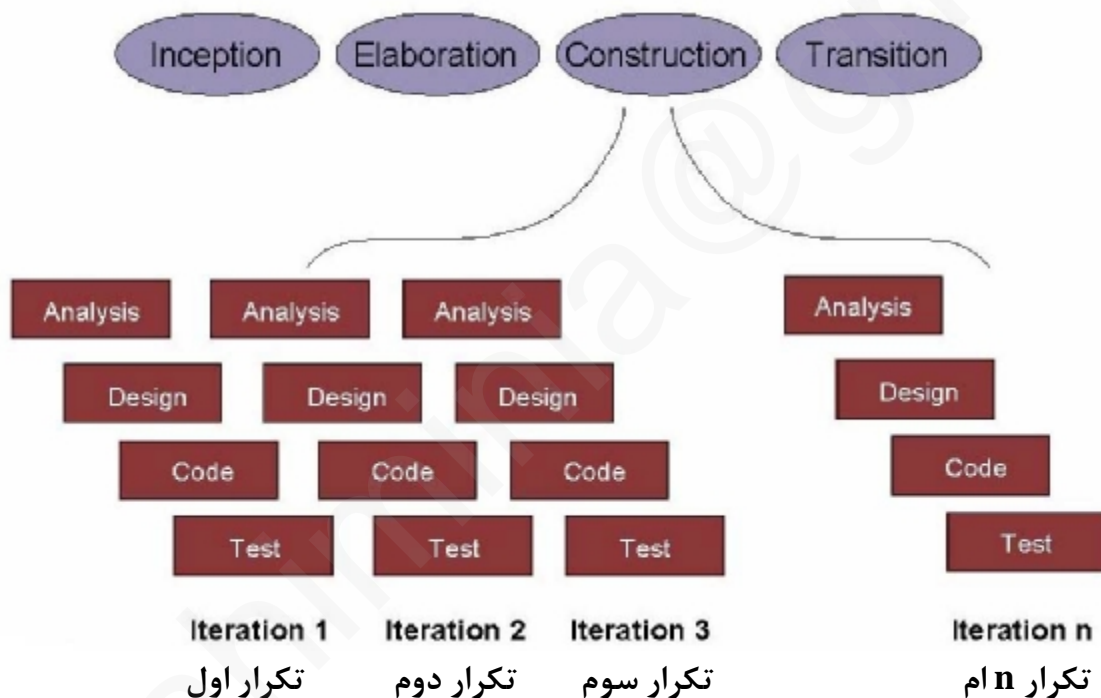 Inception Elaboration Construction Transition
Analysis Analysis Analysis Analysis
Design Design Design Design
Code Code Code Code
Test Test Test Test
Iteration 1 Iteration 2 Iteration 3 Iteration n
تکرار اول تکرار دوم تکرار سوم تکرار n ام